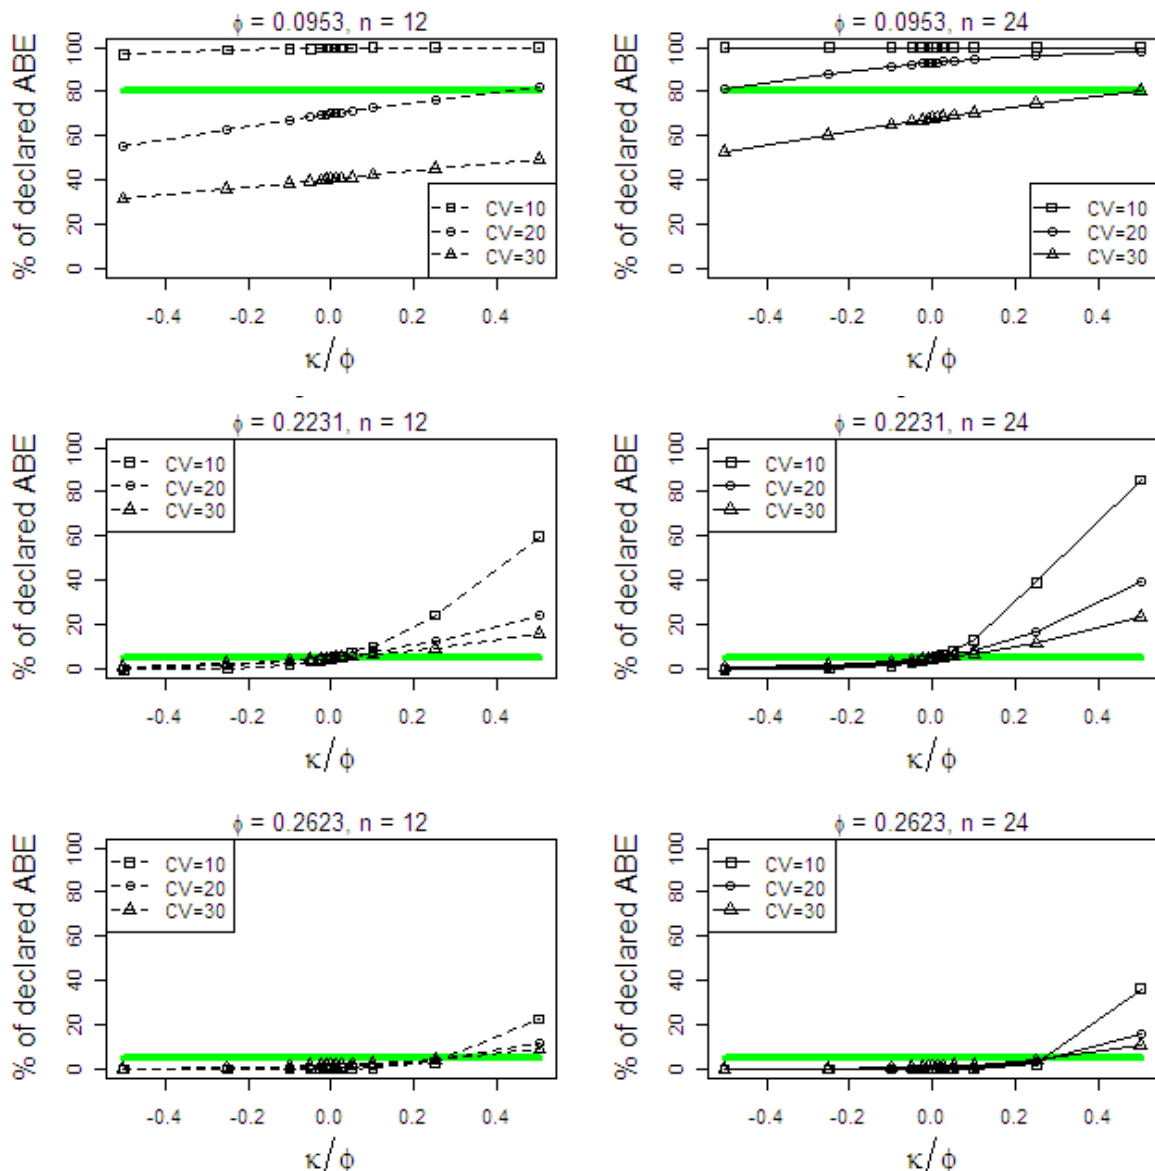 ϕ = 0.0953, n = 12
% of declared ABE
100
80
60
40
20
0
CV=10
CV=20
CV=30
-0.4 -0.2 0.0 0.2 0.4
κ/ϕ
ϕ = 0.0953, n = 24
% of declared ABE
100
80
60
40
20
0
CV=10
CV=20
CV=30
-0.4 -0.2 0.0 0.2 0.4
κ/ϕ
ϕ = 0.2231, n = 12
% of declared ABE
100
80
60
40
20
0
CV=10
CV=20
CV=30
-0.4 -0.2 0.0 0.2 0.4
κ/ϕ
ϕ = 0.2231, n = 24
% of declared ABE
100
80
60
40
20
0
CV=10
CV=20
CV=30
-0.4 -0.2 0.0 0.2 0.4
κ/ϕ
ϕ = 0.2623, n = 12
% of declared ABE
100
80
60
40
20
0
CV=10
CV=20
CV=30
-0.4 -0.2 0.0 0.2 0.4
κ/ϕ
ϕ = 0.2623, n = 24
% of declared ABE
100
80
60
40
20
0
CV=10
CV=20
CV=30
-0.4 -0.2 0.0 0.2 0.4
κ/ϕ